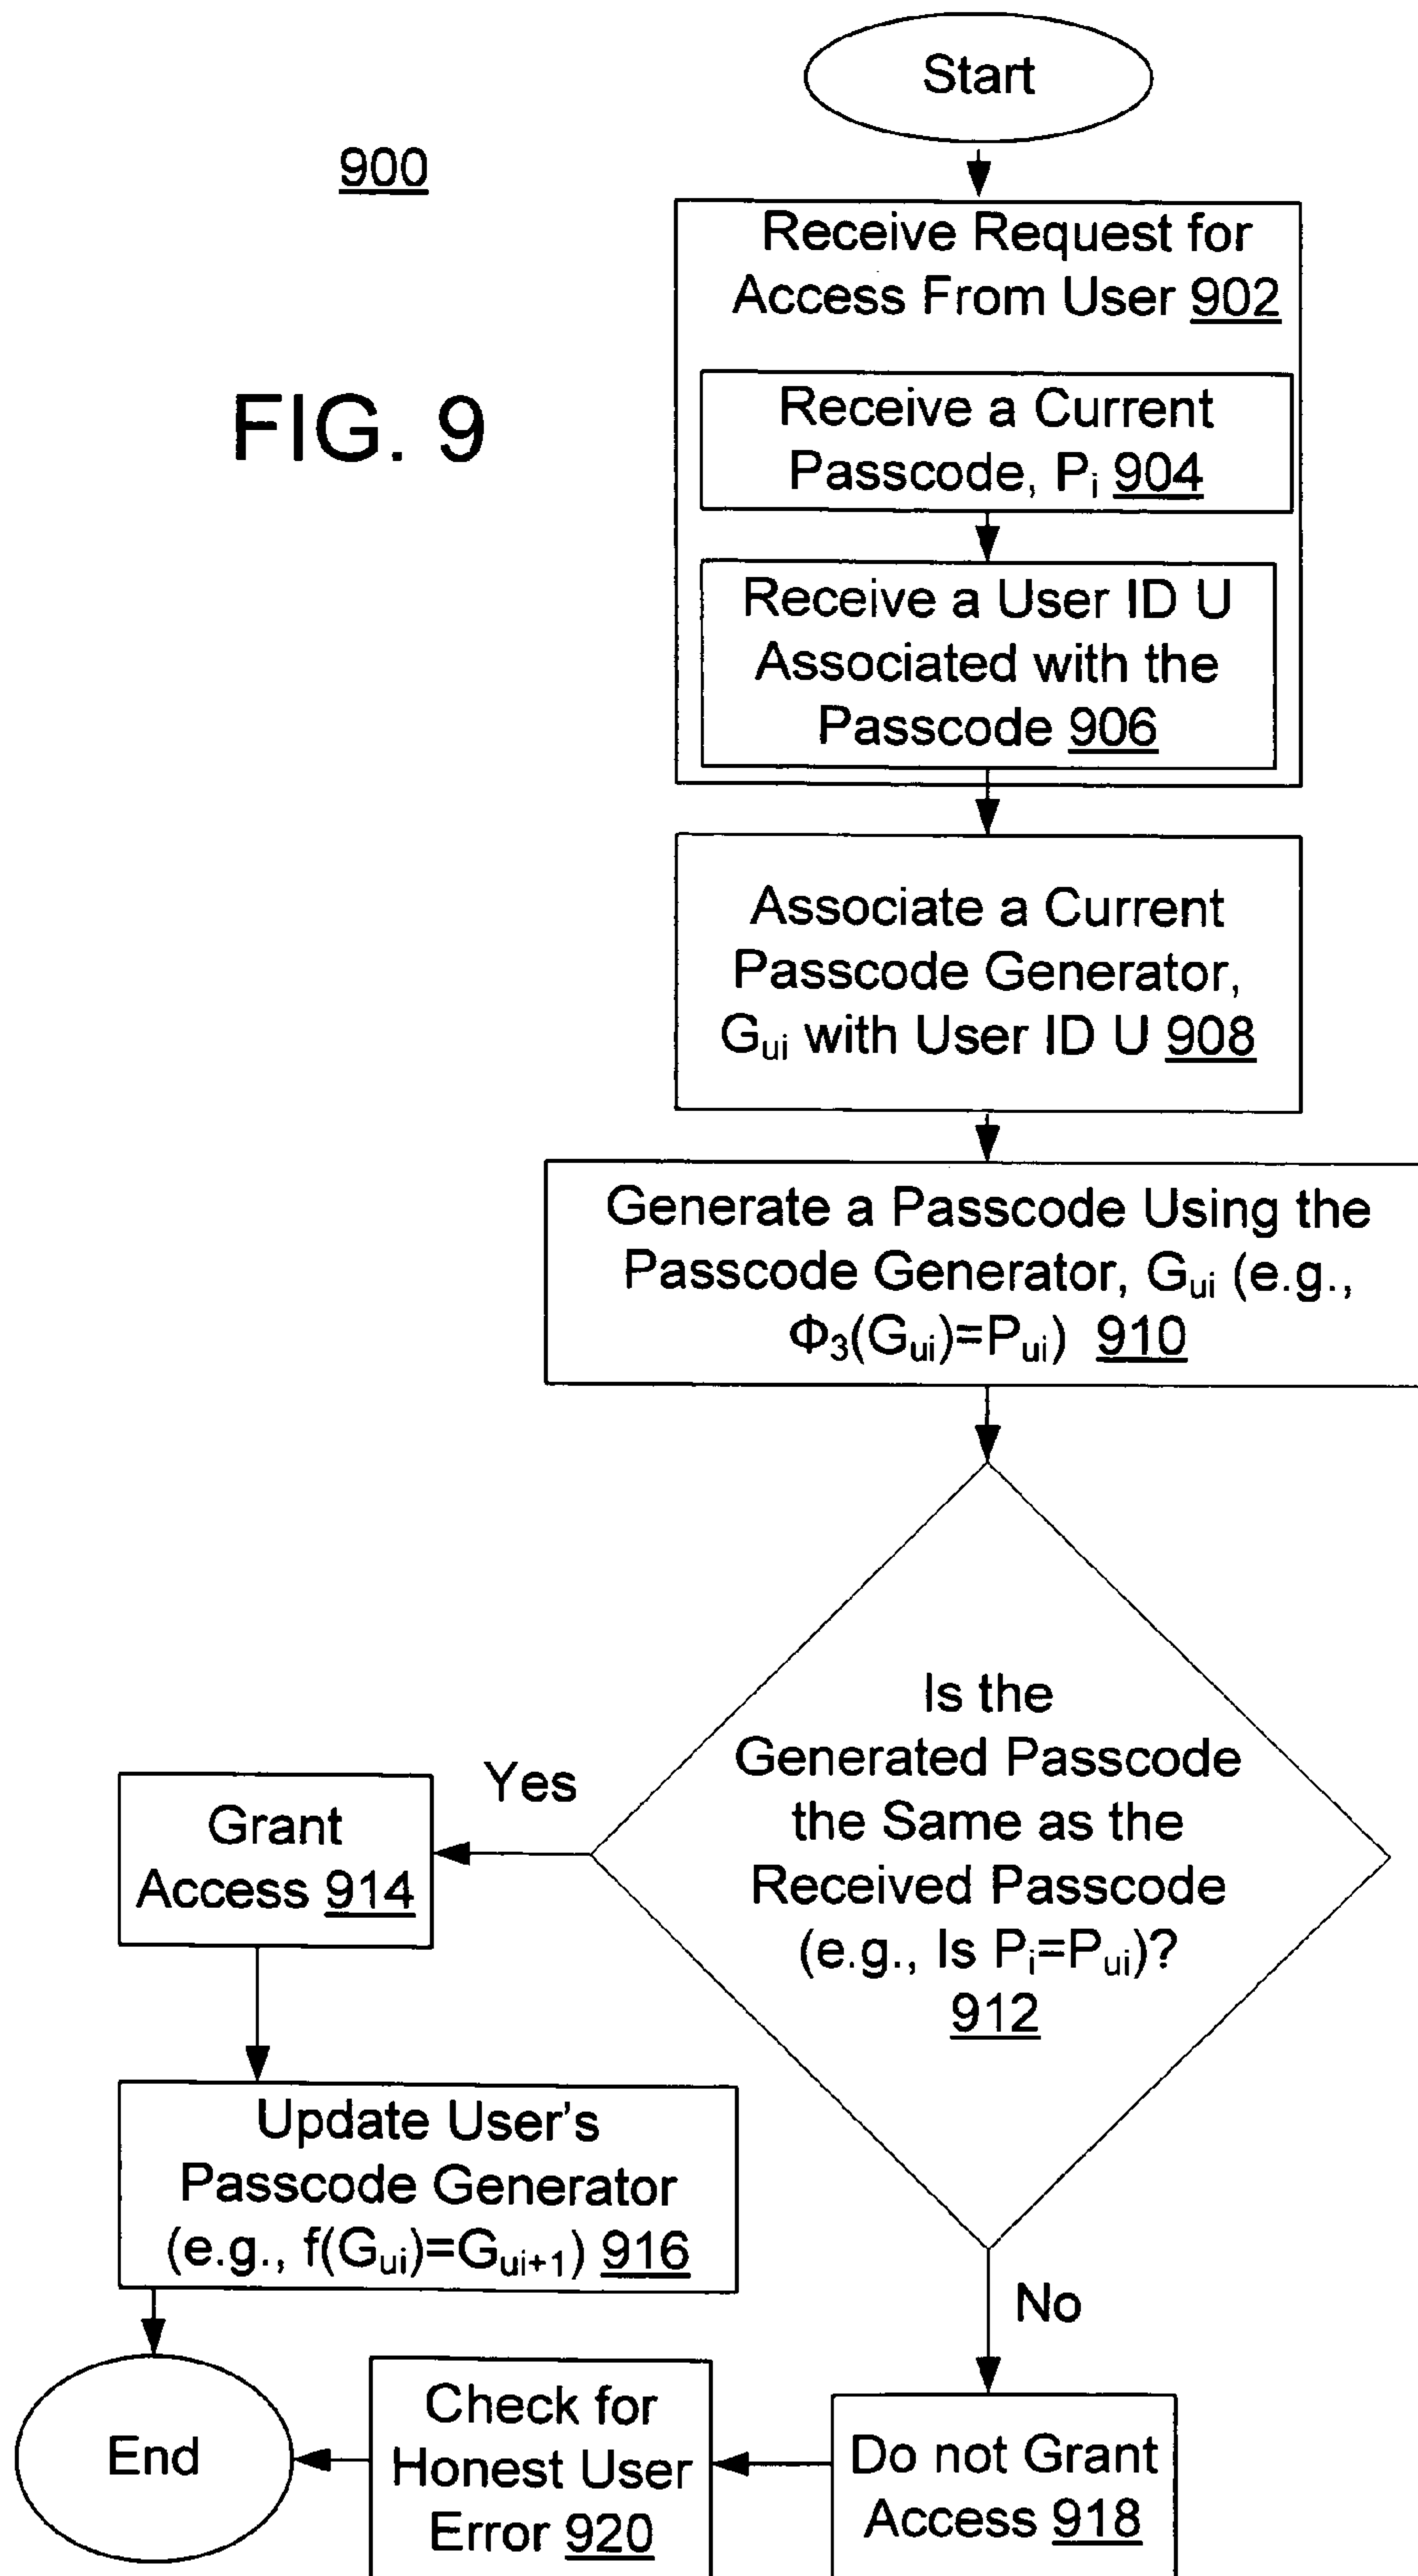 Start
900
FIG. 9
Receive Request for
Access From User 902
Receive a Current
Passcode, Pᵢ 904
Receive a User ID U
Associated with the
Passcode 906
Associate a Current
Passcode Generator,
Gᵤᵢ with User ID U 908
Generate a Passcode Using the
Passcode Generator, Gᵤᵢ (e.g.,
Φ₃(Gᵤᵢ)=Pᵤᵢ) 910
Is the
Generated Passcode
the Same as the
Received Passcode
(e.g., Is Pᵢ=Pᵤᵢ)?
912
Yes
Grant
Access 914
Update User's
Passcode Generator
(e.g., f(Gᵤᵢ)=Gᵤᵢ₊₁) 916
No
Do not Grant
Access 918
Check for
Honest User
Error 920
End